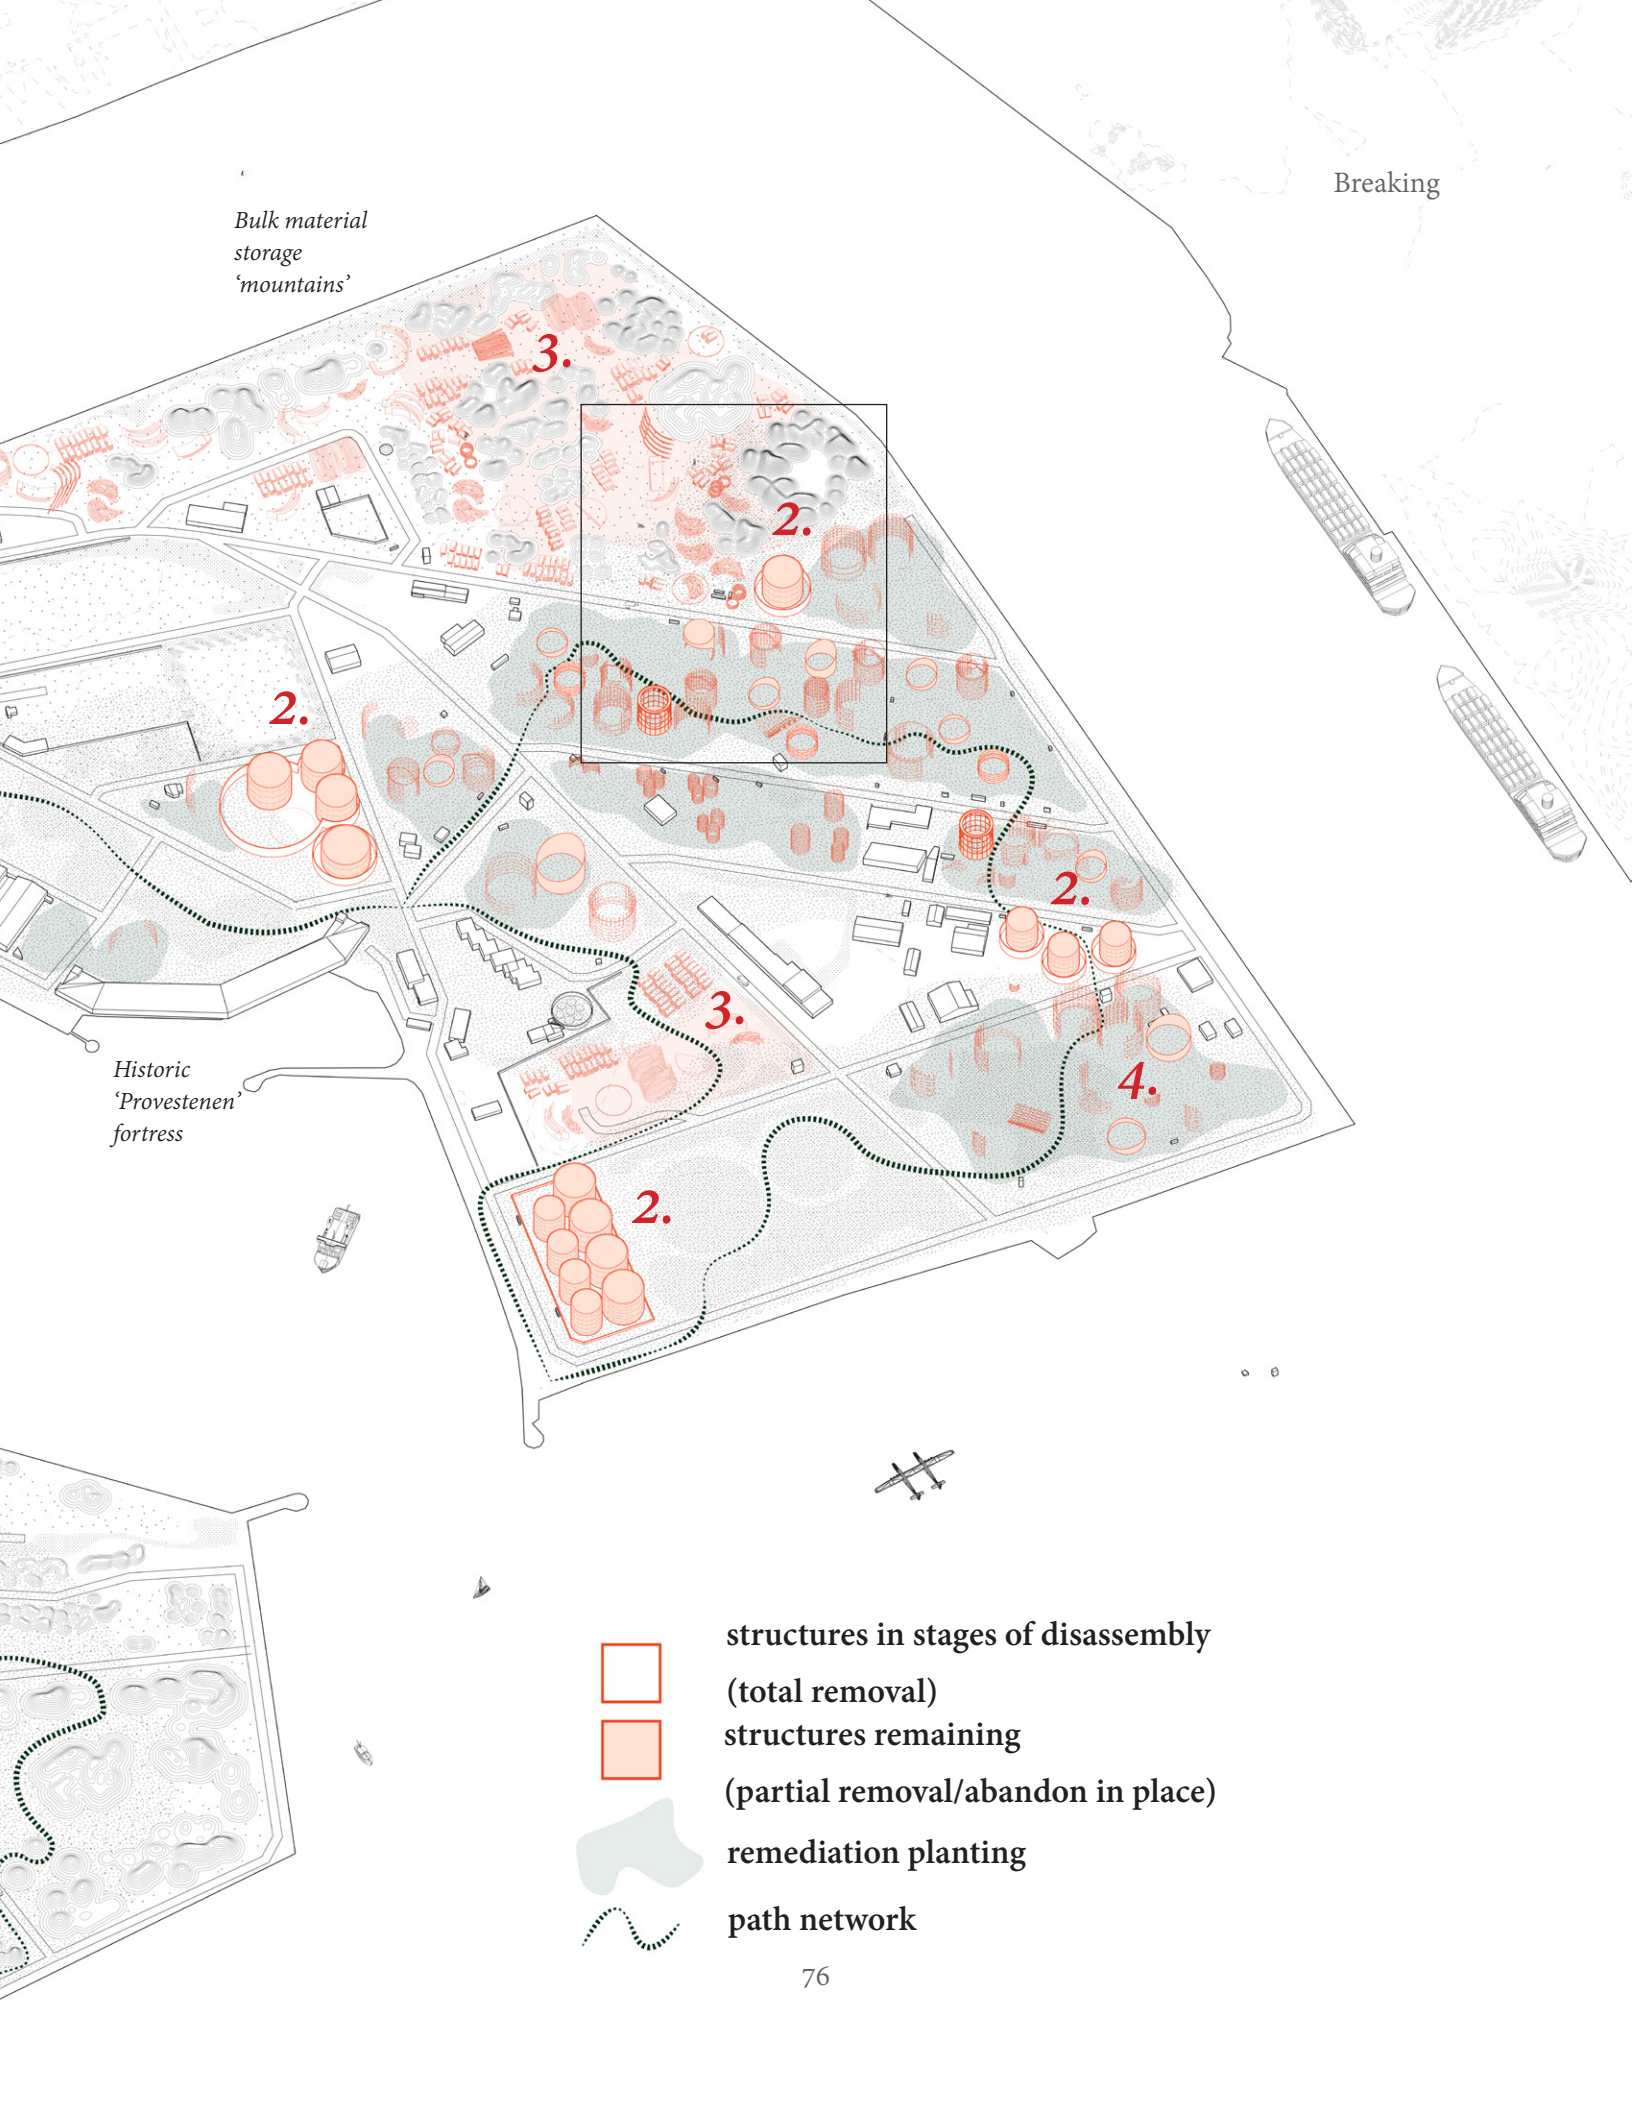 Breaking
Bulk material
storage
‘mountains’
3.
2.
2.
2.
3.
4.
2.
Historic
‘Provestenen’
fortress
structures in stages of disassembly
(total removal)
structures remaining
(partial removal/abandon in place)
remediation planting
path network
76